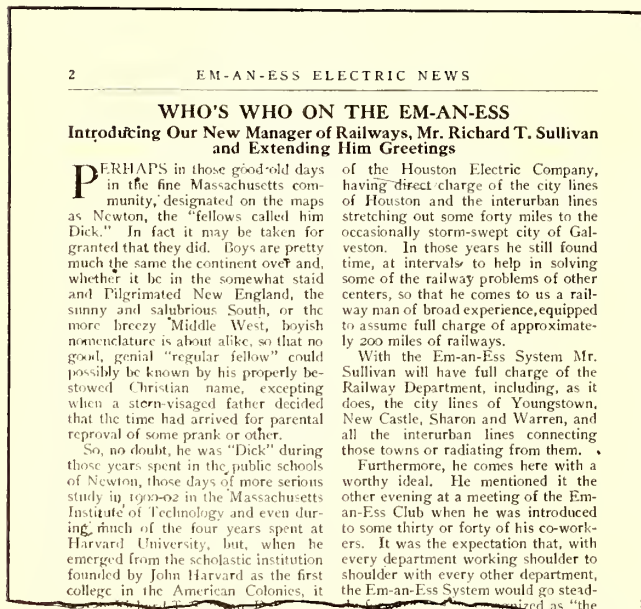 2 EM-AN-ESS ELECTRIC NEWS
WHO'S WHO ON THE EM-AN-ESS
Introducing Our New Manager of Railways, Mr. Richard T. Sullivan
and Extending Him Greetings
PERHAPS in those good old days
in the fine Massachusetts com-
munity, designated on the maps
as Newton, the "fellows called him
Dick." In fact it may be taken for
granted that they did. Boys are pretty
much the same the continent over and,
whether it be in the somewhat staid
and Pilgrimated New England, the
sunny and salubrious South, or the
more breezy Middle West, boyish
nomenclature is about alike, so that no
good, genial "regular fellow" could
possibly be known by his properly be-
stowed Christian name, excepting
when a stern-visaged father decided
that the time had arrived for parental
reproval of some prank or other.
So, no doubt, he was "Dick" during
those years spent in the public schools
of Newton, those days of more serious
study in 1900-02 in the Massachusetts
Institute of Technology and even dur-
ing much of the four years spent at
Harvard University, but, when he
emerged from the scholastic institution
founded by John Harvard as the first
college in the American Colonies, it
of the Houston Electric Company,
having direct charge of the city lines
of Houston and the interurban lines
stretching out some forty miles to the
occasionally storm-swept city of Gal-
veston. In those years he still found
time, at intervals to help in solving
some of the railway problems of other
centers, so that he comes to us a rail-
way man of broad experience, equipped
to assume full charge of approximate-
ly 200 miles of railways.
With the Em-an-Ess System Mr.
Sullivan will have full charge of the
Railway Department, including, as it
does, the city lines of Youngstown,
New Castle, Sharon and Warren, and
all the interurban lines connecting
those towns or radiating from them.
Furthermore, he comes here with a
worthy ideal. He mentioned it the
other evening at a meeting of the Em-
an-Ess Club when he was introduced
to some thirty or forty of his co-work-
ers. It was the expectation that, with
every department working shoulder to
shoulder with every other department,
the Em-an-Ess System would go stead-
as "the